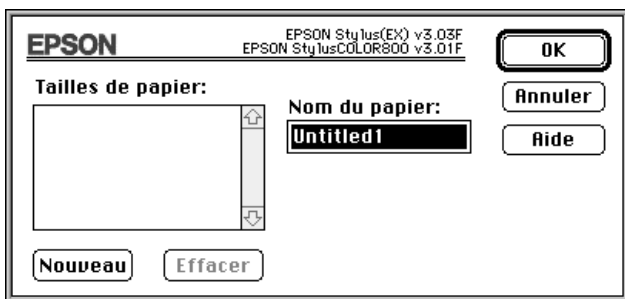 EPSON
EPSON Stylus(EX) v3.03F
EPSON StylusCOLOR800 v3.01F
OK
Tailles de papier:
Annuler
Nom du papier:
Untitled1
Aide
Nouveau
Effacer